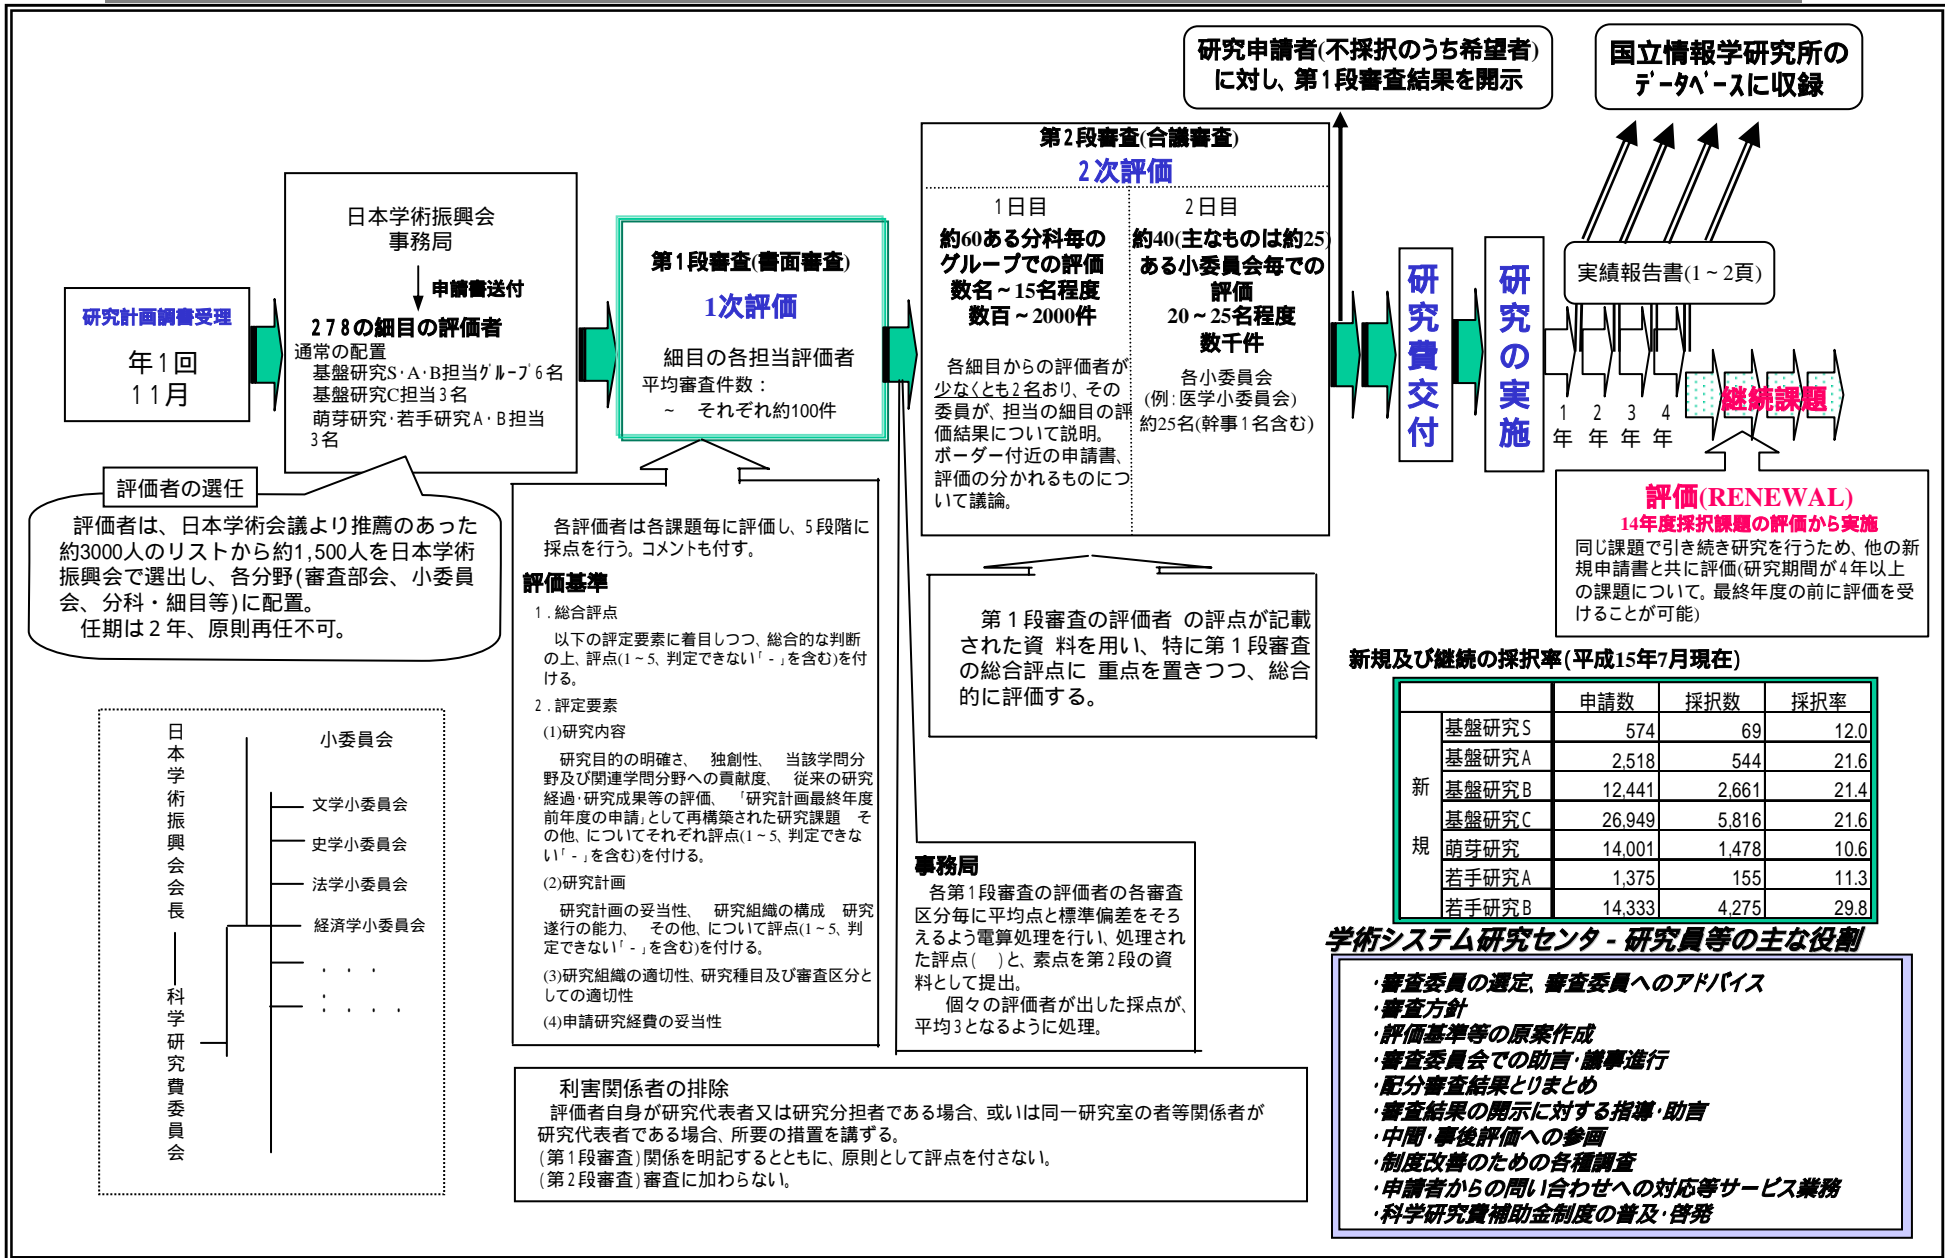 研究申請者(不採択のうち希望者)
に対し、第1段審査結果を開示
国立情報学研究所の
ﾃﾞｰﾀﾍﾞｰｽに収録
研究計画調書受理
年1回
11月
日本学術振興会
事務局
申請書送付
278の細目の評価者
通常の配置
基盤研究S・A・B担当ｸﾞﾙｰﾌﾟ6名
基盤研究C担当3名
萌芽研究・若手研究A・B担当
3名
第1段審査(書面審査)
1次評価
細目の各担当評価者
平均審査件数：
～　それぞれ約100件
第2段審査(合議審査)
2次評価
1日目
約60ある分科毎の
グループでの評価
数名～15名程度
数百～2000件
各細目からの評価者が
少なくとも2名おり、その
委員が、担当の細目の評
価結果について説明。
ボーダー付近の申請書、
評価の分かれるものにつ
いて議論。
2日目
約40(主なものは約25)
ある小委員会毎での
評価
20～25名程度
数千件
各小委員会
(例:医学小委員会)
約25名(幹事1名含む)
研究費交付
研究の実施
実績報告書(1～2頁)
1年
2年
3年
4年
継続課題
評価(RENEWAL)
14年度採択課題の評価から実施
同じ課題で引き続き研究を行うため、他の新
規申請書と共に評価(研究期間が4年以上
の課題について。最終年度の前に評価を受
けることが可能)
評価者の選任
評価者は、日本学術会議より推薦のあった
約3000人のリストから約1,500人を日本学術
振興会で選出し、各分野(審査部会、小委員
会、分科・細目等)に配置。
任期は２年、原則再任不可。
各評価者は各課題毎に評価し、5段階に
採点を行う。コメントも付す。
評価基準
1．総合評点
以下の評定要素に着目しつつ、総合的な判断
の上、評点(1～5、判定できない「-」を含む)を付
ける。
2．評定要素
(1)研究内容
研究目的の明確さ、　独創性、　当該学問分
野及び関連学問分野への貢献度、　従来の研究
経過・研究成果等の評価、　「研究計画最終年度
前年度の申請」として再構築された研究課題　そ
の他、についてそれぞれ評点(1～5、判定できな
い「-」を含む)を付ける。
(2)研究計画
研究計画の妥当性、　研究組織の構成　研究
遂行の能力、　その他、について評点(1～5、判
定できない「-」を含む)を付ける。
(3)研究組織の適切性、研究種目及び審査区分と
しての適切性
(4)申請研究経費の妥当性
第１段審査の評価者 の評点が記載
された資 料を用い、特に第１段審査
の総合評点に 重点を置きつつ、総合
的に評価する。
事務局
各第1段審査の評価者の各審査
区分毎に平均点と標準偏差をそろ
えるよう電算処理を行い、処理され
た評点(　)と、素点を第2段の資
料として提出。
個々の評価者が出した採点が、
平均3となるように処理。
日本学術振興会会長
科学研究費委員会
小委員会
文学小委員会
史学小委員会
法学小委員会
経済学小委員会
．．．
：．．．
利害関係者の排除
評価者自身が研究代表者又は研究分担者である場合、或いは同一研究室の者等関係者が
研究代表者である場合、所要の措置を講ずる。
(第1段審査)関係を明記するとともに、原則として評点を付さない。
(第2段審査)審査に加わらない。
新規及び継続の採択率(平成15年7月現在)
申請数 採択数 採択率
新規
基盤研究S 574 69 12.0
基盤研究A 2,518 544 21.6
基盤研究B 12,441 2,661 21.4
基盤研究C 26,949 5,816 21.6
萌芽研究 14,001 1,478 10.6
若手研究A 1,375 155 11.3
若手研究B 14,333 4,275 29.8
学術システム研究センタ-研究員等の主な役割
・審査委員の選定、審査委員へのアドバイス
・審査方針
・評価基準等の原案作成
・審査委員会での助言・議事進行
・配分審査結果とりまとめ
・審査結果の開示に対する指導・助言
・中間・事後評価への参画
・制度改善のための各種調査
・申請者からの問い合わせへの対応等サービス業務
・科学研究費補助金制度の普及・啓発